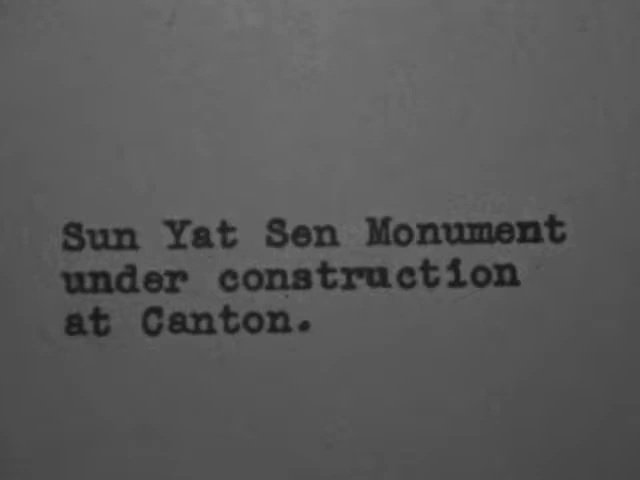 Sun Yat Sen Monument
under construction
at Canton.